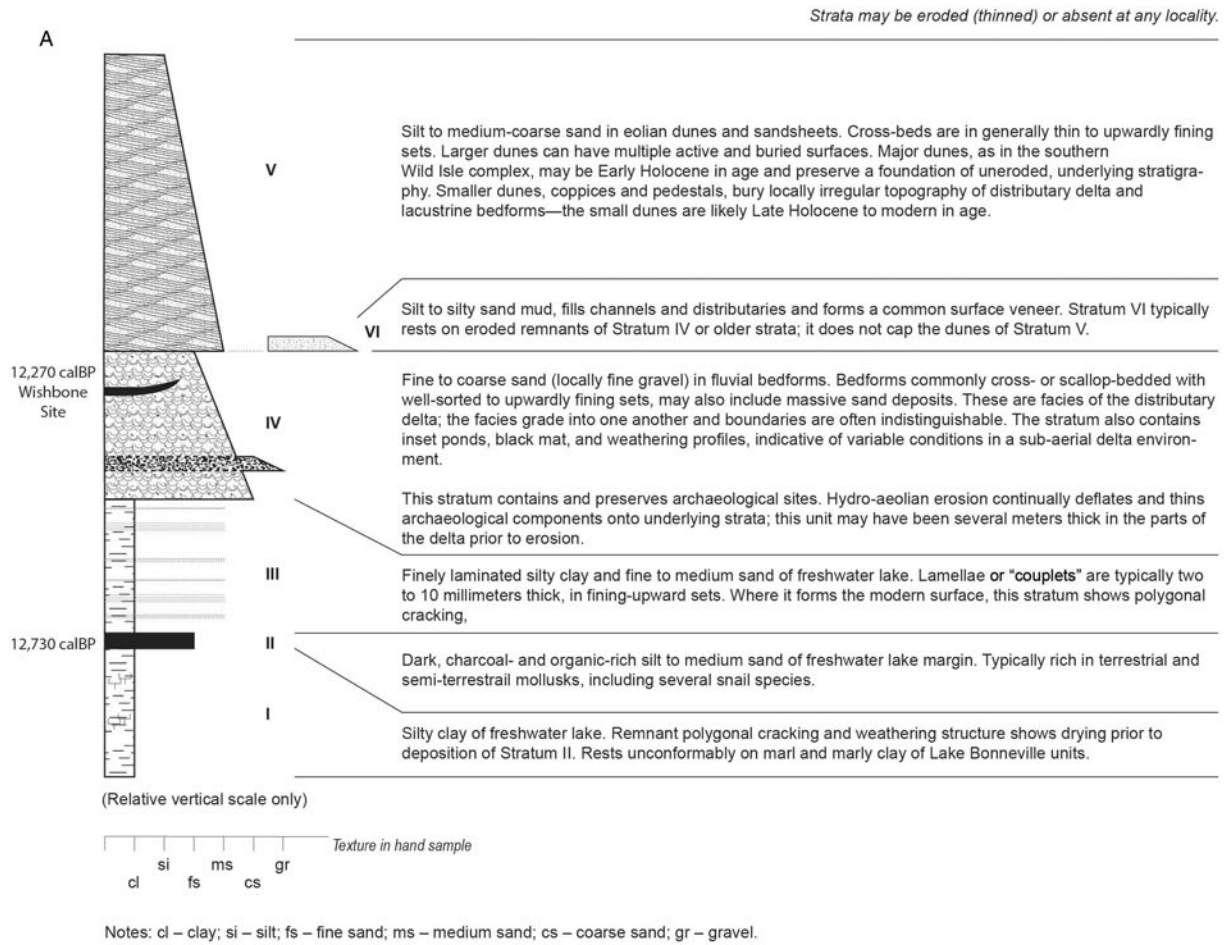 Strata may be eroded (thinned) or absent at any locality.
A
V
Silt to medium-coarse sand in eolian dunes and sandsheets. Cross-beds are in generally thin to upwardly fining
sets. Larger dunes can have multiple active and buried surfaces. Major dunes, as in the southern
Wild Isle complex, may be Early Holocene in age and preserve a foundation of uneroded, underlying stratigra-
phy. Smaller dunes, coppices and pedestals, bury locally irregular topography of distributary delta and
lacustrine bedforms—the small dunes are likely Late Holocene to modern in age.
VI
Silt to silty sand mud, fills channels and distributaries and forms a common surface veneer. Stratum VI typically
rests on eroded remnants of Stratum IV or older strata; it does not cap the dunes of Stratum V.
12,270 calBP
Wishbone
Site
IV
Fine to coarse sand (locally fine gravel) in fluvial bedforms. Bedforms commonly cross- or scallop-bedded with
well-sorted to upwardly fining sets, may also include massive sand deposits. These are facies of the distributary
delta; the facies grade into one another and boundaries are often indistinguishable. The stratum also contains
inset ponds, black mat, and weathering profiles, indicative of variable conditions in a sub-aerial delta environ-
ment.
This stratum contains and preserves archaeological sites. Hydro-aeolian erosion continually deflates and thins
archaeological components onto underlying strata; this unit may have been several meters thick in the parts of
the delta prior to erosion.
III
Finely laminated silty clay and fine to medium sand of freshwater lake. Lamellae or “couplets” are typically two
to 10 millimeters thick, in fining-upward sets. Where it forms the modern surface, this stratum shows polygonal
cracking,
12,730 calBP
II
Dark, charcoal- and organic-rich silt to medium sand of freshwater lake margin. Typically rich in terrestrial and
semi-terrestrail mollusks, including several snail species.
I
Silty clay of freshwater lake. Remnant polygonal cracking and weathering structure shows drying prior to
deposition of Stratum II. Rests unconformably on marl and marly clay of Lake Bonneville units.
(Relative vertical scale only)
Texture in hand sample
si ms gr
cl fs cs
Notes: cl – clay; si – silt; fs – fine sand; ms – medium sand; cs – coarse sand; gr – gravel.